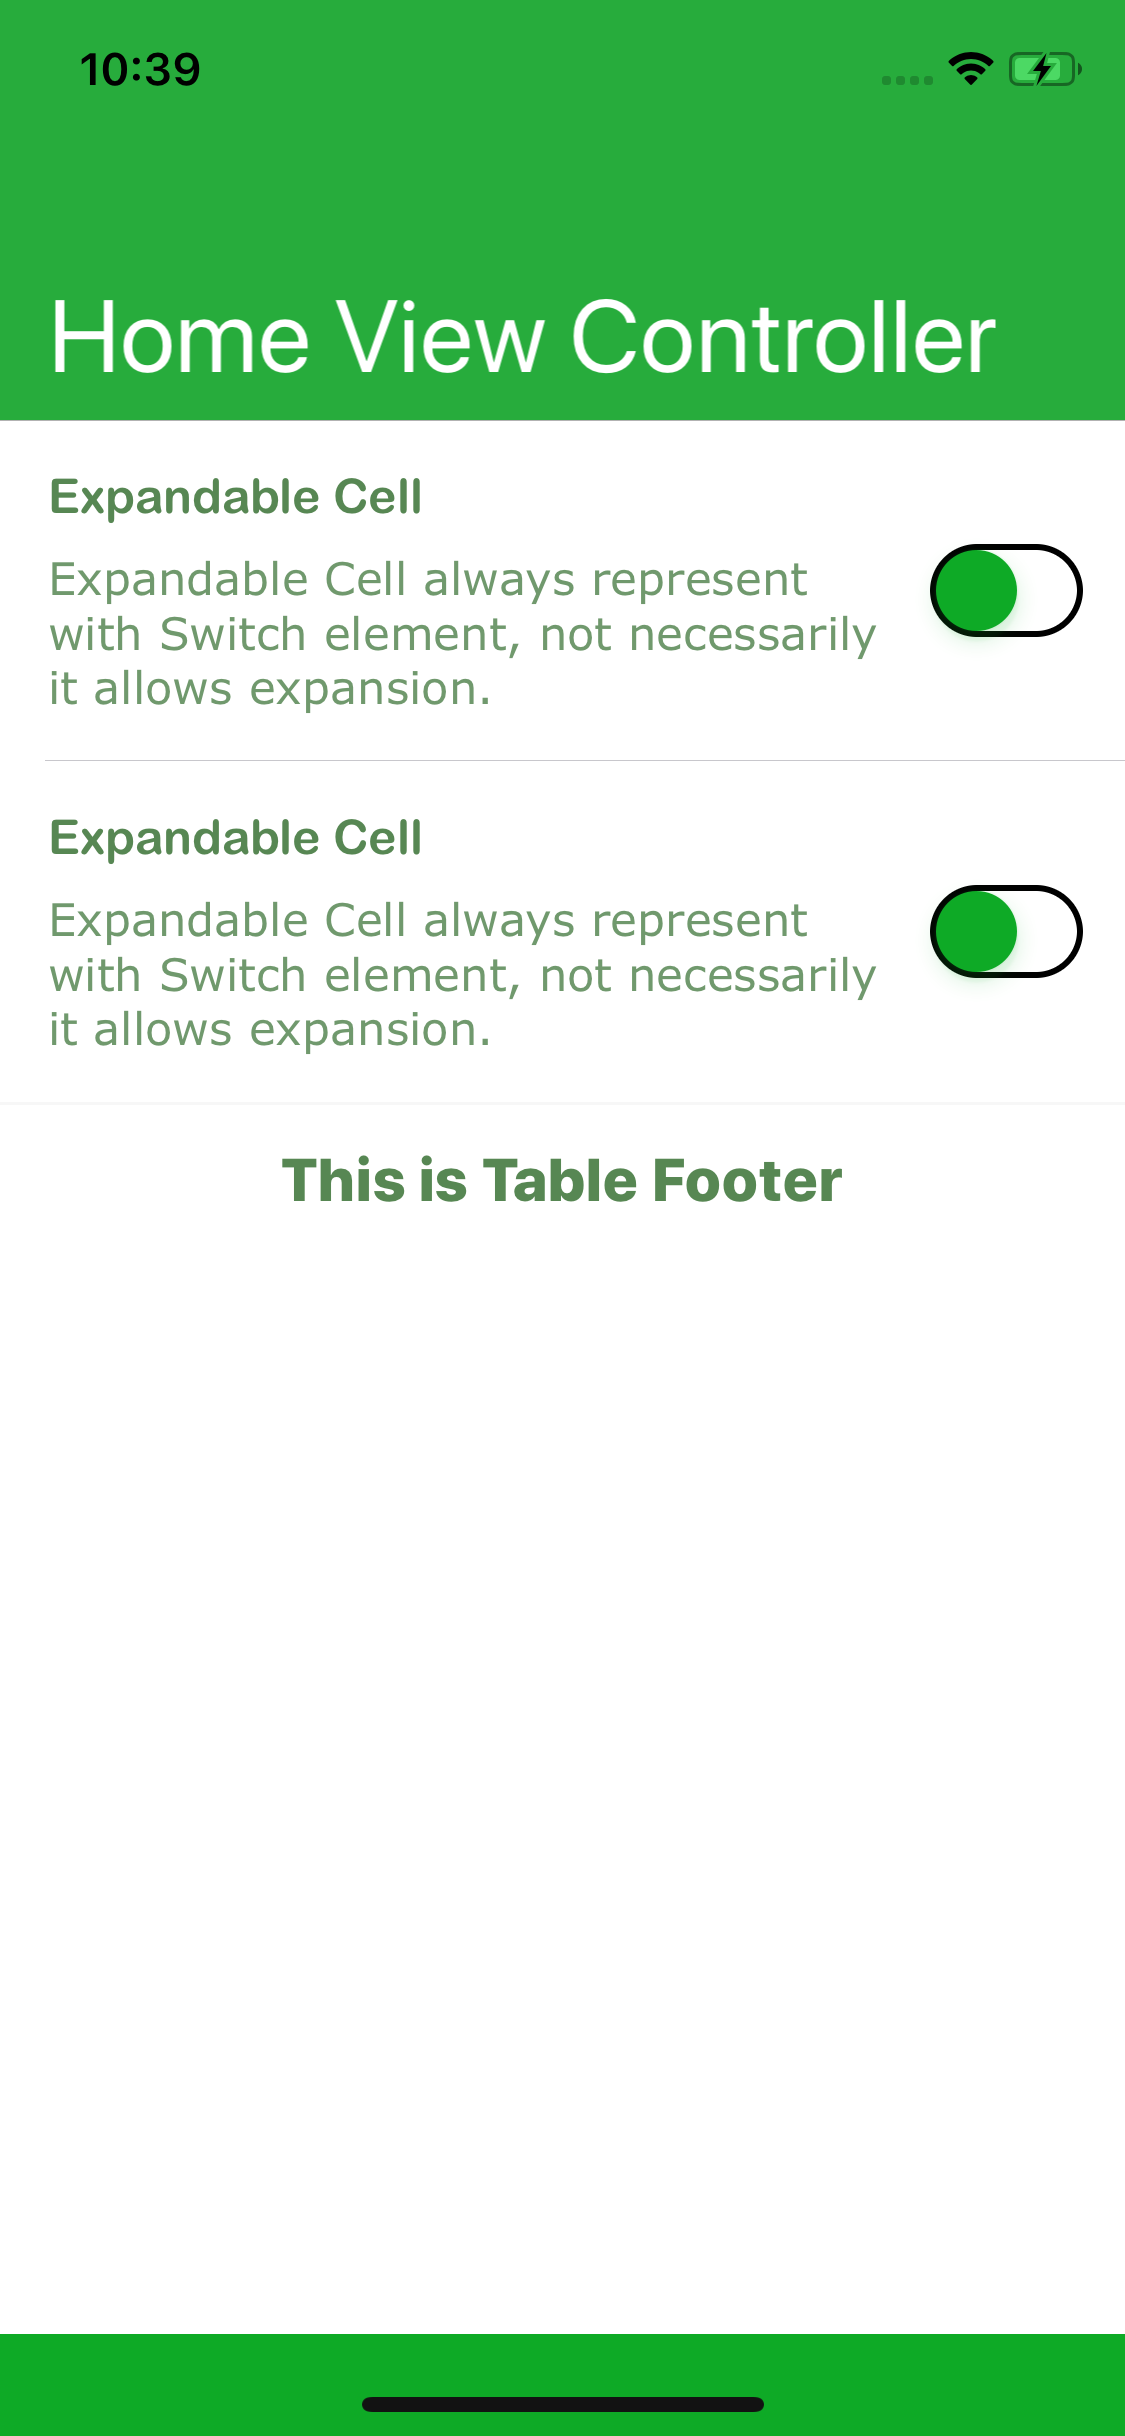 10:39
Home View Controller
Expandable Cell
Expandable Cell always represent
with Switch element, not necessarily
it allows expansion.
Expandable Cell
Expandable Cell always represent
with Switch element, not necessarily
it allows expansion.
This is Table Footer